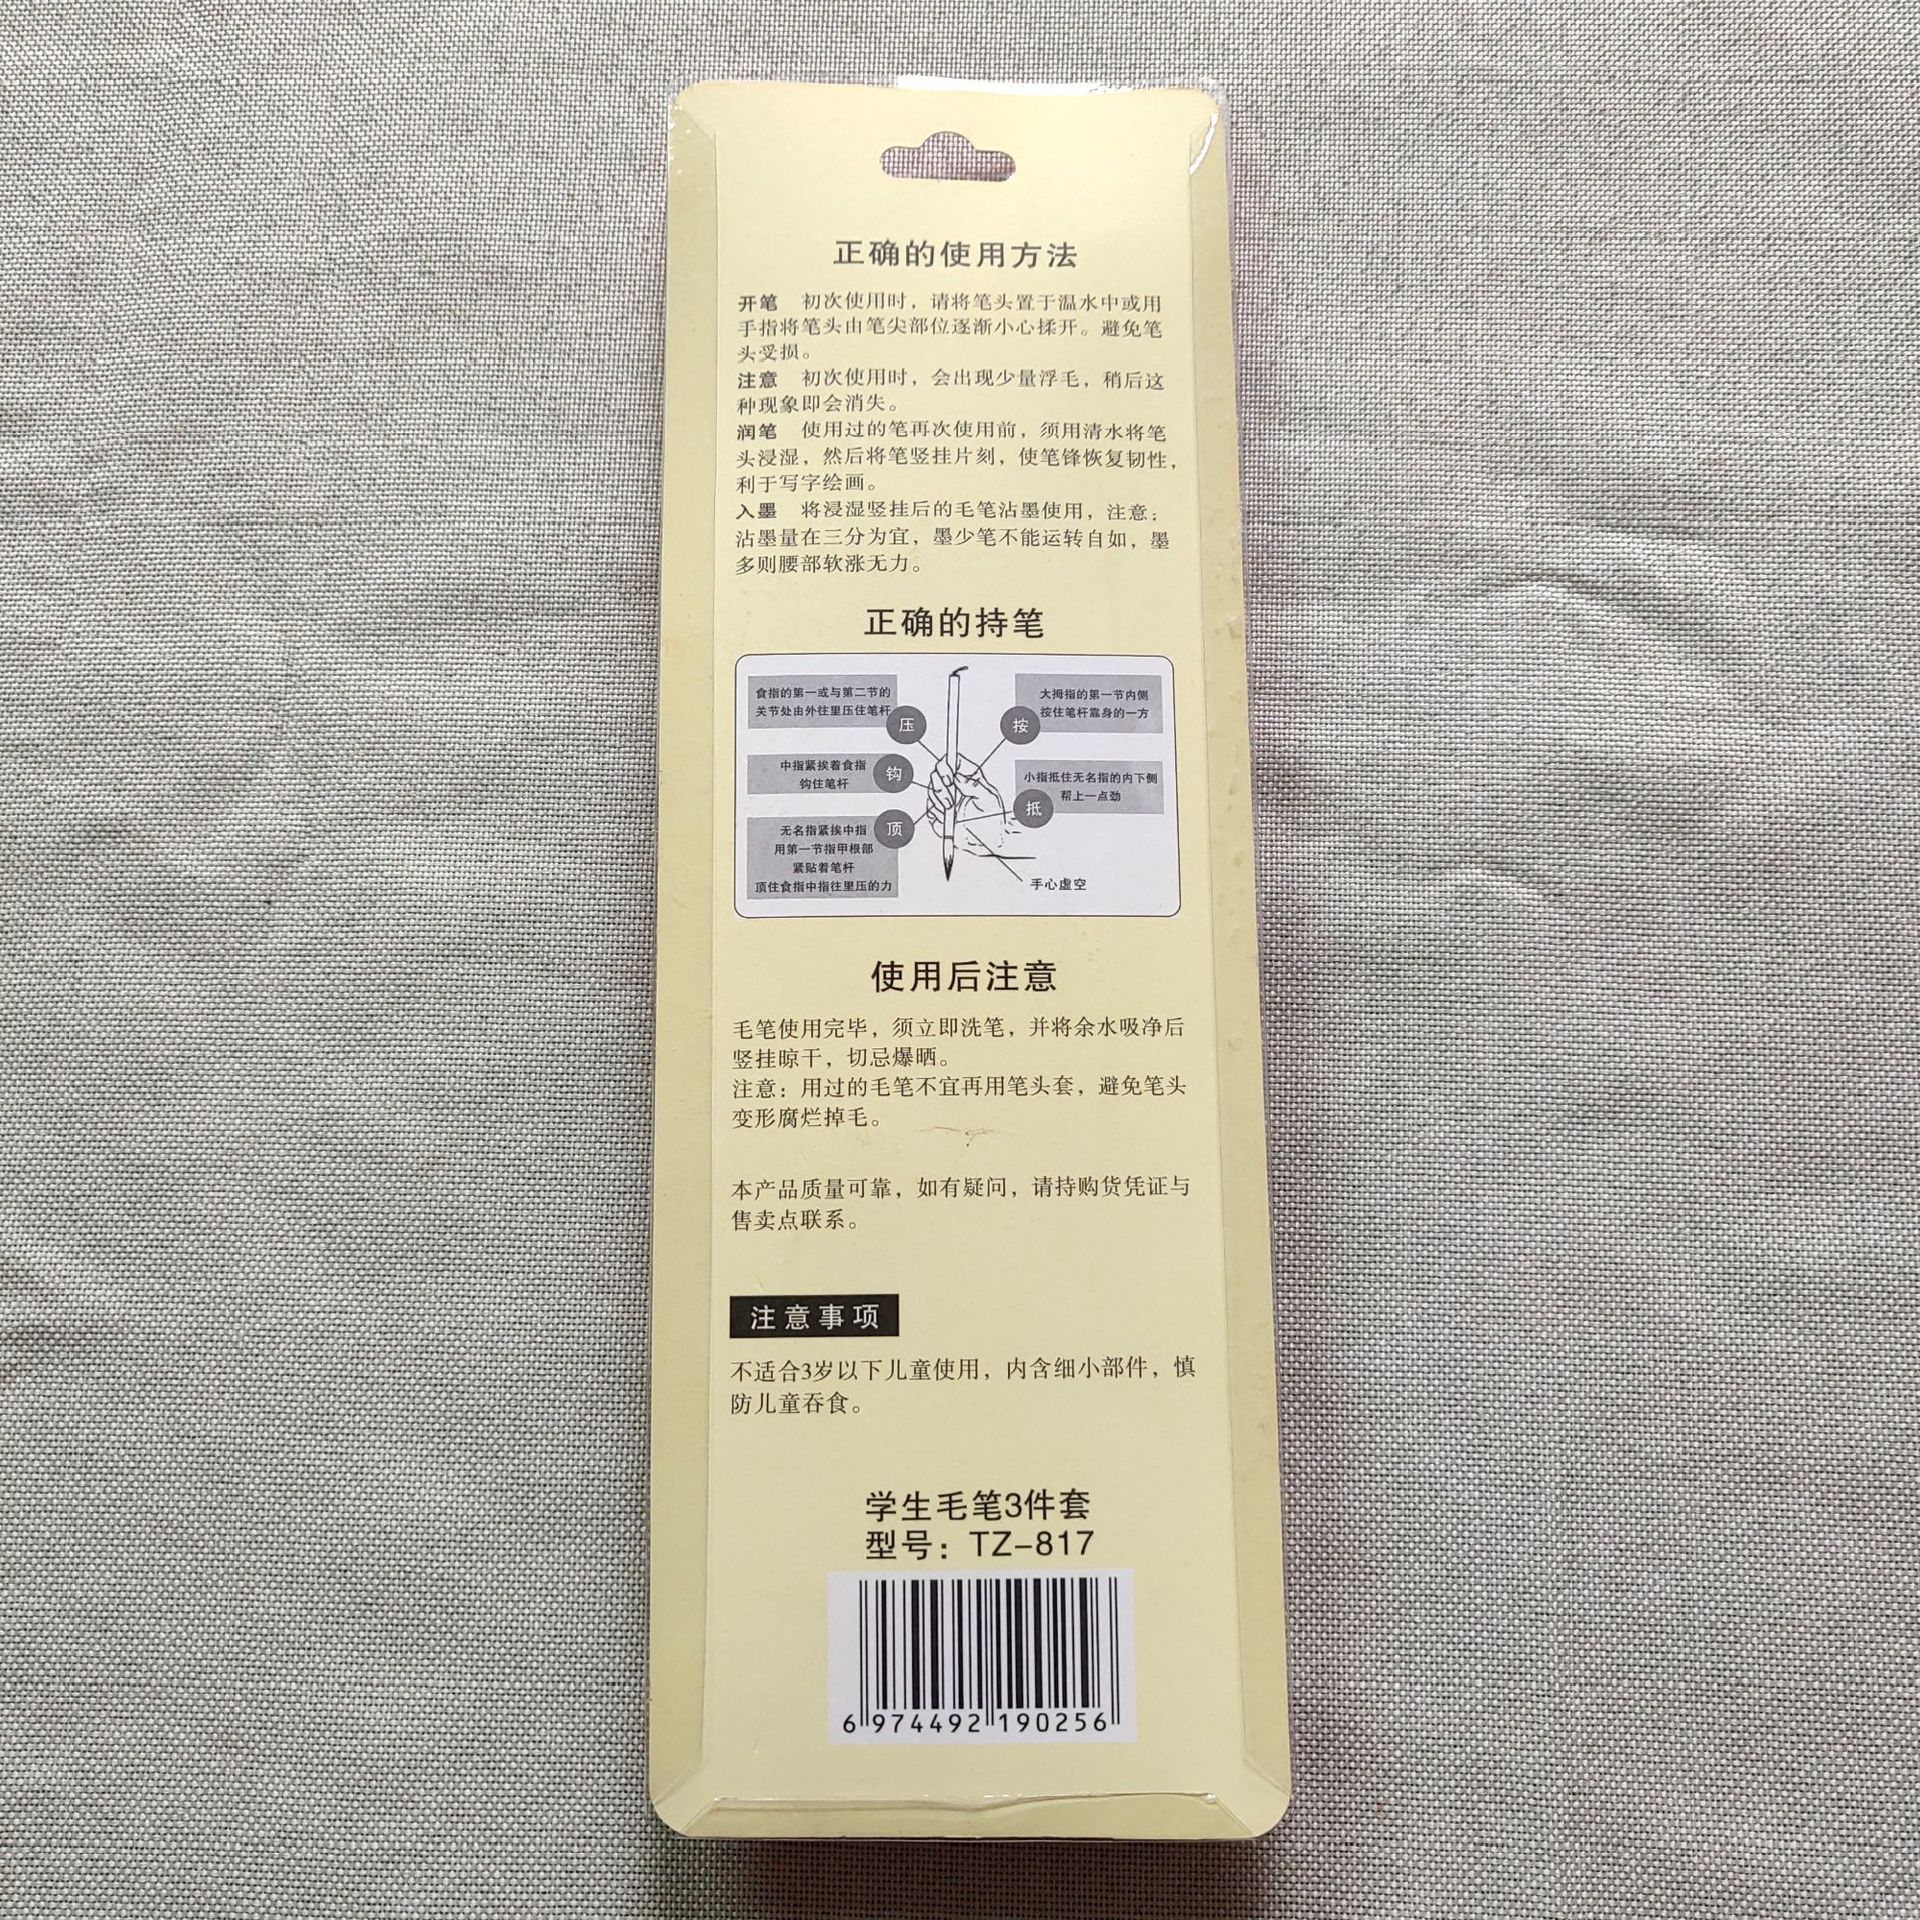 正确的使用方法
开笔 初次使用时，请将笔头置于温水中或用
手指将笔头由笔尖部位逐渐小心揉开。避免笔
头受损。
注意 初次使用时，会出现少量浮毛，稍后这
种现象即会消失。
润笔 使用过的笔再次使用前，须用清水将笔
头浸湿，然后将笔竖挂片刻，使笔锋恢复韧性，
利于写字绘画。
入墨 将浸湿竖挂后的毛笔沾墨使用，注意：
沾墨量在三分为宜，墨少笔不能运转自如，墨
多则腰部软涨无力。
正确的持笔
食指的第一或与第二节的
关节处由外往里压住笔杆
压
按
大拇指的第一节内侧
按住笔杆靠身的一方
中指紧挨着食指
钩住笔杆
钩
小指抵住无名指的内下侧
帮上一点劲
抵
无名指紧挨中指
用第一节指甲根部
紧贴着笔杆
顶住食指中指往里压的力
顶
手心虚空
使用后注意
毛笔使用完毕，须立即洗笔，并将余水吸净后
竖挂晾干，切忌爆晒。
注意：用过的毛笔不宜再用笔头套，避免笔头
变形腐烂掉毛。
本产品质量可靠，如有疑问，请持购货凭证与
售卖点联系。
注意事项
不适合3岁以下儿童使用，内含细小部件，慎
防儿童吞食。
学生毛笔3件套
型号：TZ-817
6 974492 190256